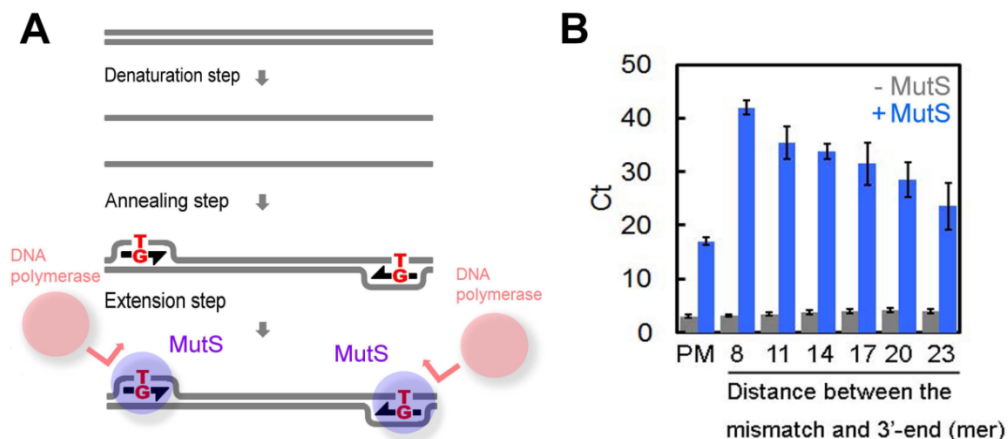 A
Denaturation step
Annealing step
T
G
T
G
DNA
polymerase
DNA
polymerase
Extension step
MutS
MutS
T
G
T
G
B
50
40
30
20
10
0
Ct
- MutS
+ MutS
PM 8 11 14 17 20 23
Distance between the
mismatch and 3'-end (mer)